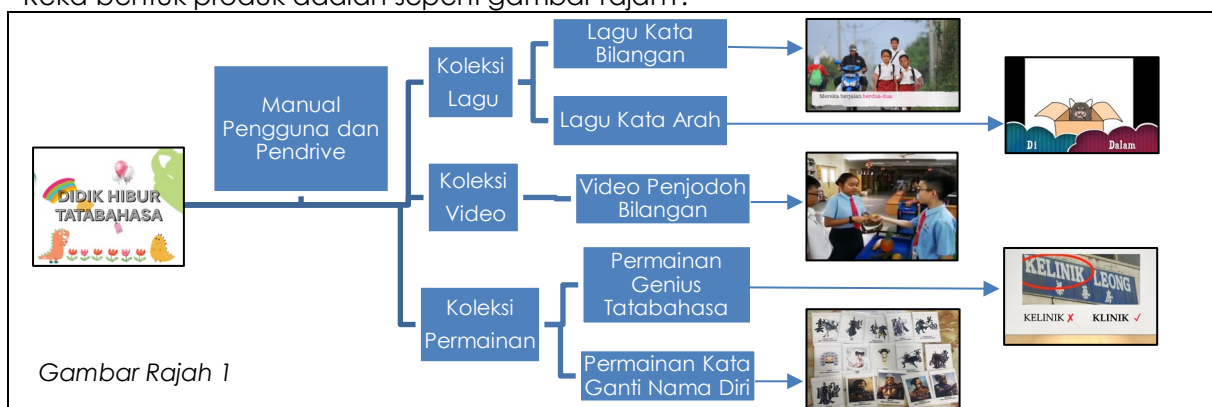 Reka bentuk produk adalah seperti gambar rajah1:
DIDIK HIBUR
TATABAHASA
Manual
Pengguna dan
Pendrive
Koleksi
Lagu
Lagu Kata
Bilangan
Mereka berjalan berdua-dua
Lagu Kata Arah
Di Dalam
Koleksi
Video
Video Penjodoh
Bilangan
Koleksi
Permainan
Permainan
Genius
Tatabahasa
KELINIK LEONG
KELINIK ✗ KLINIK ✓
Permainan Kata
Ganti Nama Diri
Gambar Rajah 1